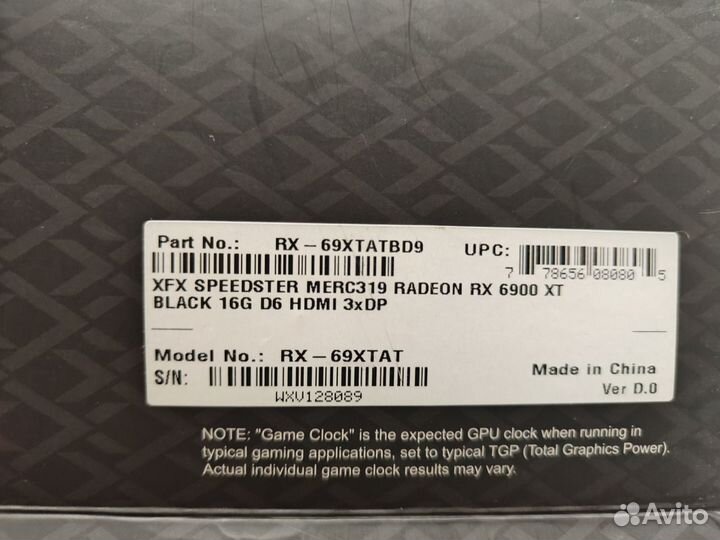 Part No.: RX-69XTATBD9 UPC: 7 78656 08080 5
XFX SPEEDSTER MERC319 RADEON RX 6900 XT
BLACK 16G D6 HDMI 3xDP
Model No.: RX-69XTAT
S/N: WXV128089
Made in China
Ver D.0
NOTE: "Game Clock" is the expected GPU clock when running in
typical gaming applications, set to typical TGP (Total Graphics Power).
Actual individual game clock results may vary.
Avito